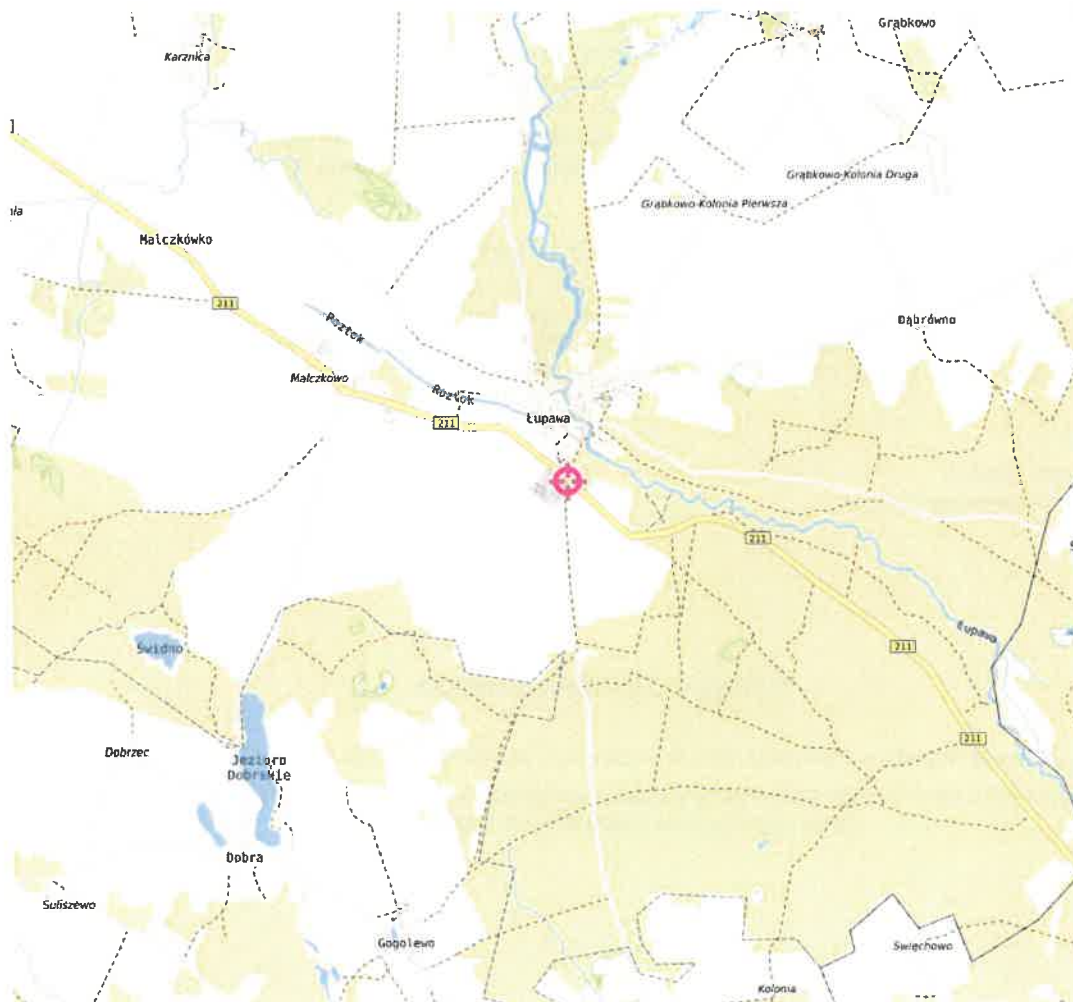 Grąbkowo
Karznica
Grąbkowo-Kolonia Druga
Grąbkowo-Kolonia Pierwsza
Malczkówko
211
Roztok
Dąbrówno
Malczkowo
Roztok
Łupawa
211
211
Łupawa
211
Świdno
211
Dobrzec
Jezioro
Dobrskie
Dobra
Suliszewo
Gogolewo
Święchowo
Kolonia